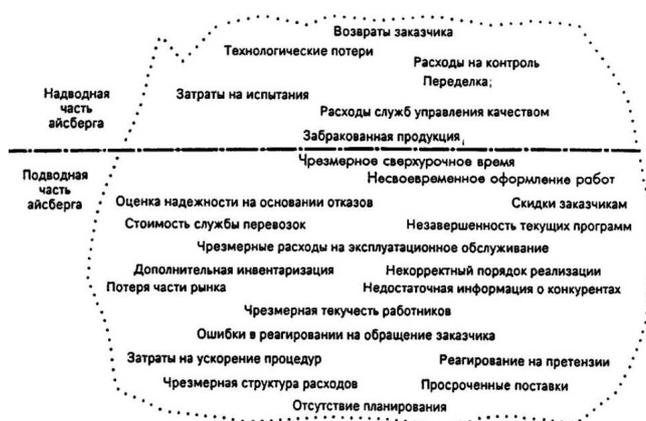 Возвраты заказчика
Технологические потери
Расходы на контроль
Переделка;
Надводная
часть
айсберга
Затраты на испытания
Расходы служб управления качеством
Забракованная продукция
Чрезмерное сверхурочное время
Подводная
часть
айсберга
Несвоевременное оформление работ
Оценка надежности на основании отказов
Скидки заказчикам
Стоимость службы перевозок
Незавершенность текущих программ
Чрезмерные расходы на эксплуатационное обслуживание
Дополнительная инвентаризация
Некорректный порядок реализации
Потеря части рынка
Недостаточная информация о конкурентах
Чрезмерная текучесть работников
Ошибки в реагировании на обращение заказчика
Затраты на ускорение процедур
Реагирование на претензии
Чрезмерная структура расходов
Просроченные поставки
Отсутствие планирования